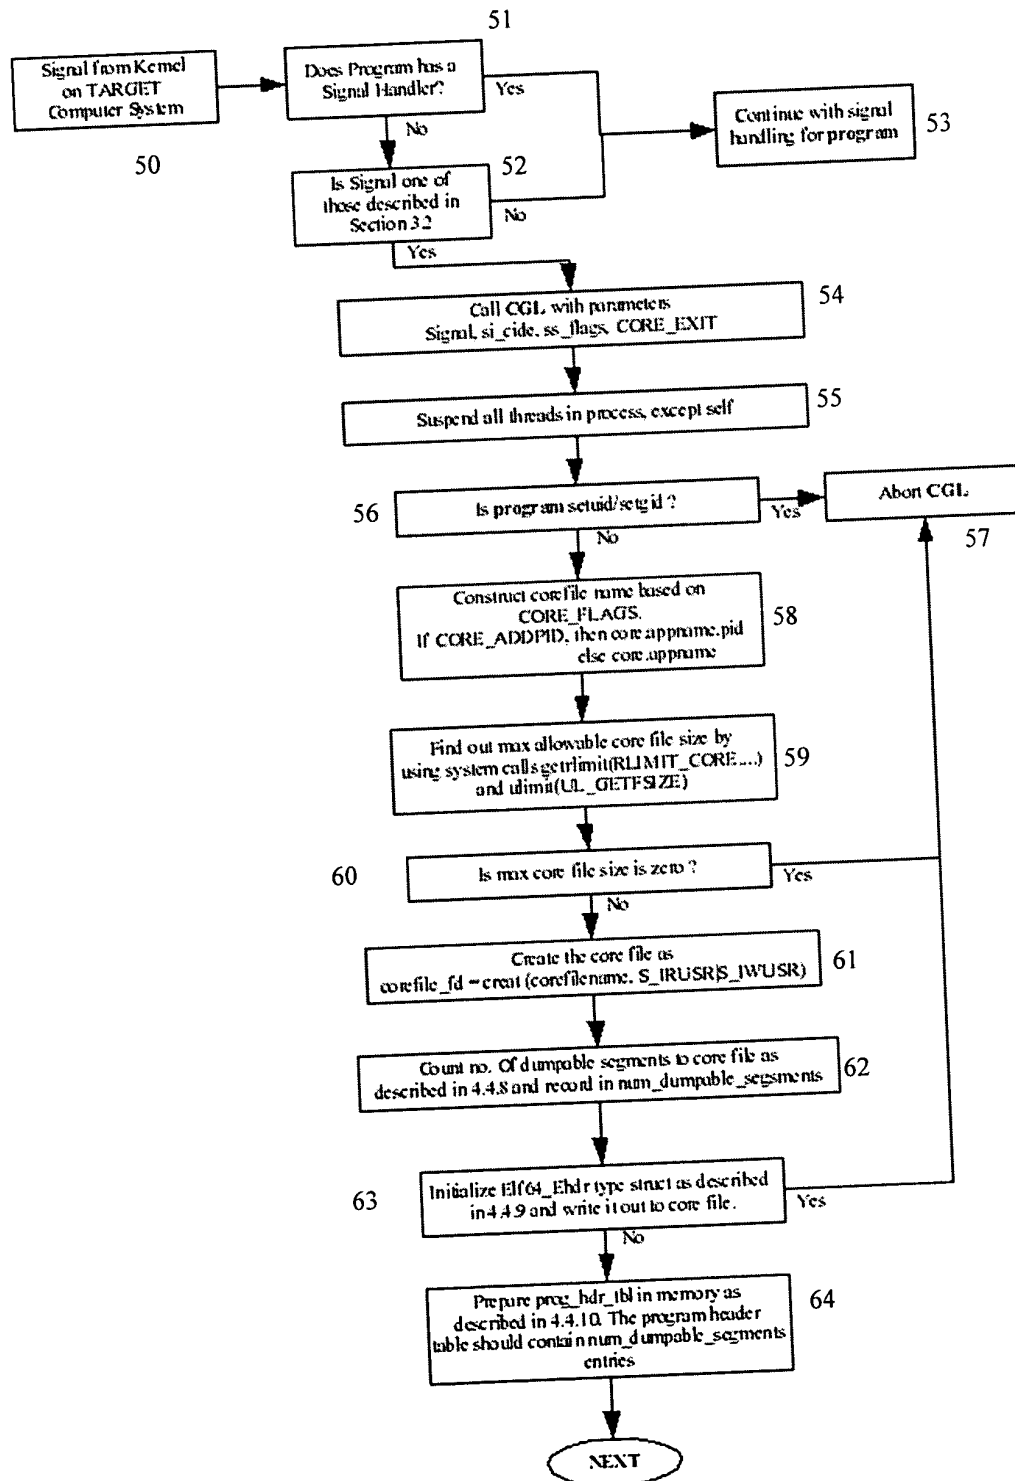 51
Signal from Kernel
on TARGET
Computer System
50
Does Program has a
Signal Handler?
Yes
No
Continue with signal
handling for program
53
52
Is Signal one of
those described in
Section 3.2
No
Yes
Call CGL with parameters
Signal, si_cide, ss_flags, CORE_EXIT
54
Suspend all threads in process, except self
55
56
Is program setuid/setgid ?
Yes
No
Abort CGL
57
Construct corefile name based on
CORE_FLAGS.
If CORE_ADDPID, then core.appname.pid
else core.appname
58
Find out max allowable core file size by
using system calls getrlimit(RLIMIT_CORE....)
and ulimit(UL_GETFSIZE)
59
60
Is max core file size is zero ?
Yes
No
Create the core file as
corefile_fd = creat (corefilename, S_IRUSR|S_IWUSR)
61
Count no. Of dumpable segments to core file as
described in 4.4.8 and record in num_dumpable_segsments
62
63
Initialize Elf64_Ehdr type struct as described
in 4.4.9 and write it out to core file.
Yes
No
Prepare prog_hdr_tbl in memory as
described in 4.4.10. The program header
table should contain num_dumpable_segments
entries
64
NEXT